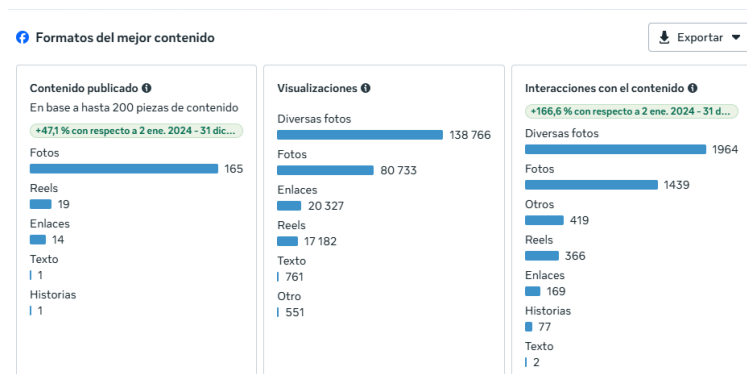 Formatos del mejor contenido
Exportar
Contenido publicado
En base a hasta 200 piezas de contenido
+47,1 % con respecto a 2 ene. 2024 - 31 dic...
Fotos
165
Reels
19
Enlaces
14
Texto
1
Historias
1
Visualizaciones
Diversas fotos
138 766
Fotos
80 733
Enlaces
20 327
Reels
17 182
Texto
761
Otro
551
Interacciones con el contenido
+166,6 % con respecto a 2 ene. 2024 - 31 d...
Diversas fotos
1964
Fotos
1439
Otros
419
Reels
366
Enlaces
169
Historias
77
Texto
2